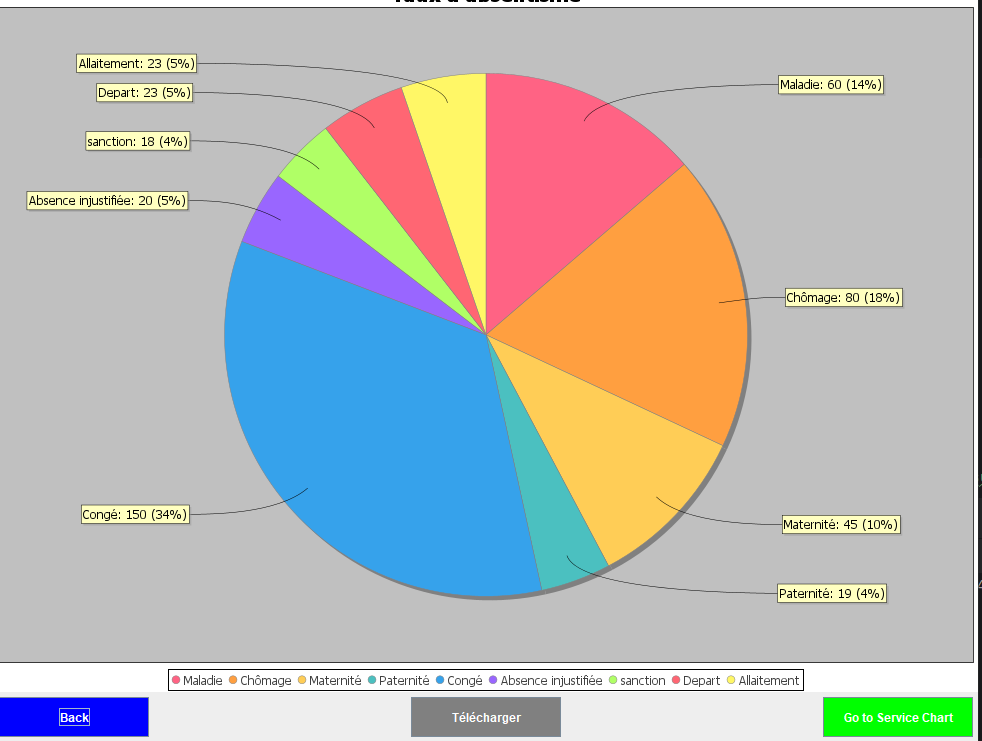 Taux d'absentisme
Allaitement: 23 (5%)
Maladie: 60 (14%)
Depart: 23 (5%)
sanction: 18 (4%)
Absence injustifiée: 20 (5%)
Chômage: 80 (18%)
Congé: 150 (34%)
Maternité: 45 (10%)
Paternité: 19 (4%)
Maladie Chômage Maternité Paternité Congé Absence injustifiée sanction Depart Allaitement
Back Télécharger Go to Service Chart